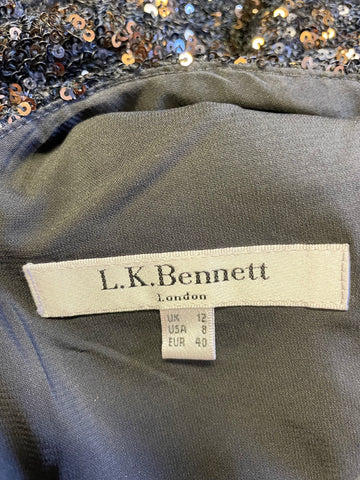 L.K.Bennett
London
UK 12
USA 8
EUR 40